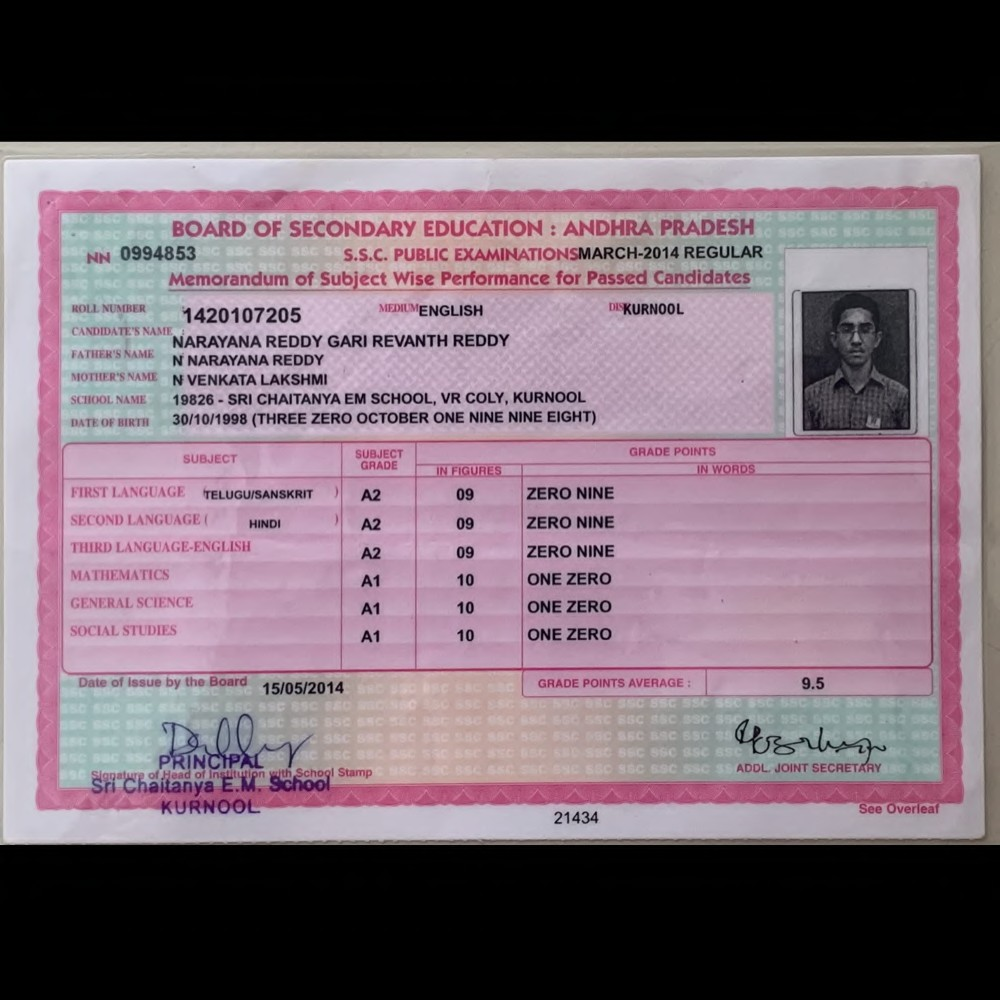 BOARD OF SECONDARY EDUCATION : ANDHRA PRADESH
NN 0994853 S.S.C. PUBLIC EXAMINATIONS MARCH-2014 REGULAR
Memorandum of Subject Wise Performance for Passed Candidates
ROLL NUMBER 1420107205 MEDIUM ENGLISH DIS KURNOOL
CANDIDATE'S NAME : NARAYANA REDDY GARI REVANTH REDDY
FATHER'S NAME N NARAYANA REDDY
MOTHER'S NAME N VENKATA LAKSHMI
SCHOOL NAME 19826 - SRI CHAITANYA EM SCHOOL, VR COLY, KURNOOL
DATE OF BIRTH 30/10/1998 (THREE ZERO OCTOBER ONE NINE NINE EIGHT)
SUBJECT SUBJECT GRADE GRADE POINTS
IN FIGURES IN WORDS
FIRST LANGUAGE (TELUGU/SANSKRIT) A2 09 ZERO NINE
SECOND LANGUAGE ( HINDI ) A2 09 ZERO NINE
THIRD LANGUAGE-ENGLISH A2 09 ZERO NINE
MATHEMATICS A1 10 ONE ZERO
GENERAL SCIENCE A1 10 ONE ZERO
SOCIAL STUDIES A1 10 ONE ZERO
Date of Issue by the Board 15/05/2014 GRADE POINTS AVERAGE : 9.5
PRINCIPAL
Signature of Head of Institution with School Stamp
Sri Chaitanya E.M. School
KURNOOL
ADDL. JOINT SECRETARY
See Overleaf
21434